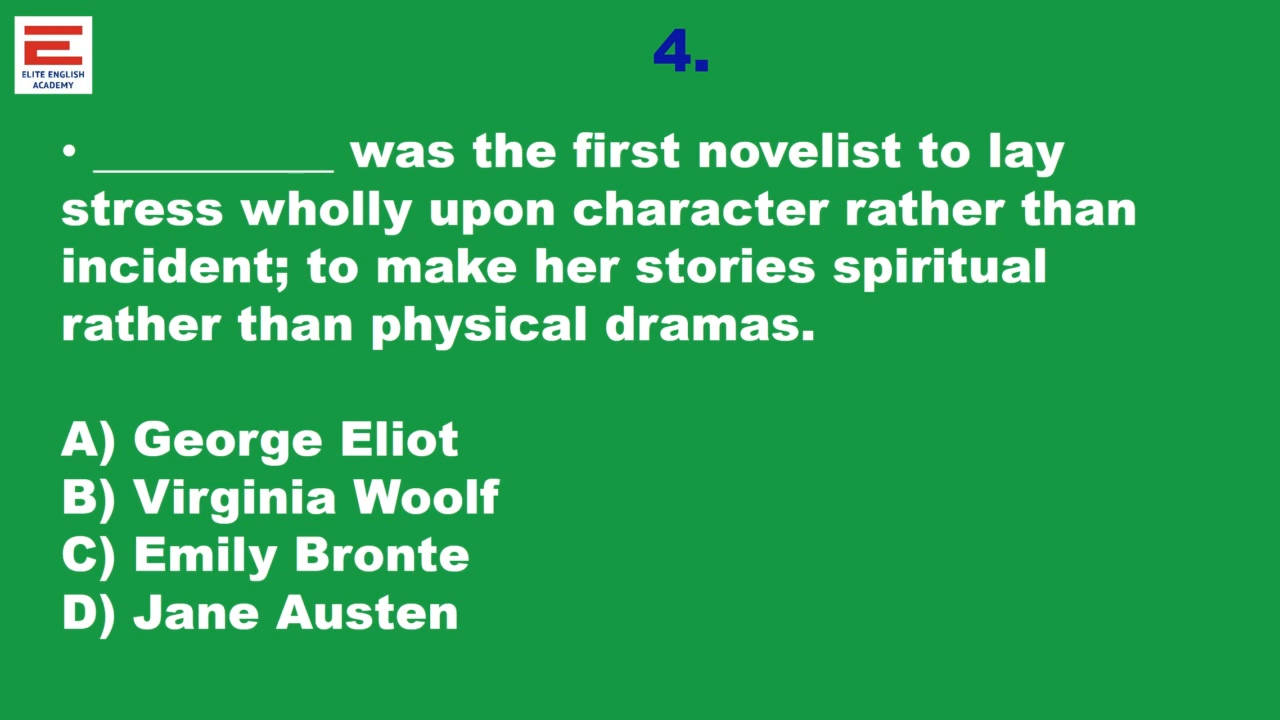 ELITE ENGLISH
ACADEMY
4.
• __________ was the first novelist to lay
stress wholly upon character rather than
incident; to make her stories spiritual
rather than physical dramas.
A) George Eliot
B) Virginia Woolf
C) Emily Bronte
D) Jane Austen